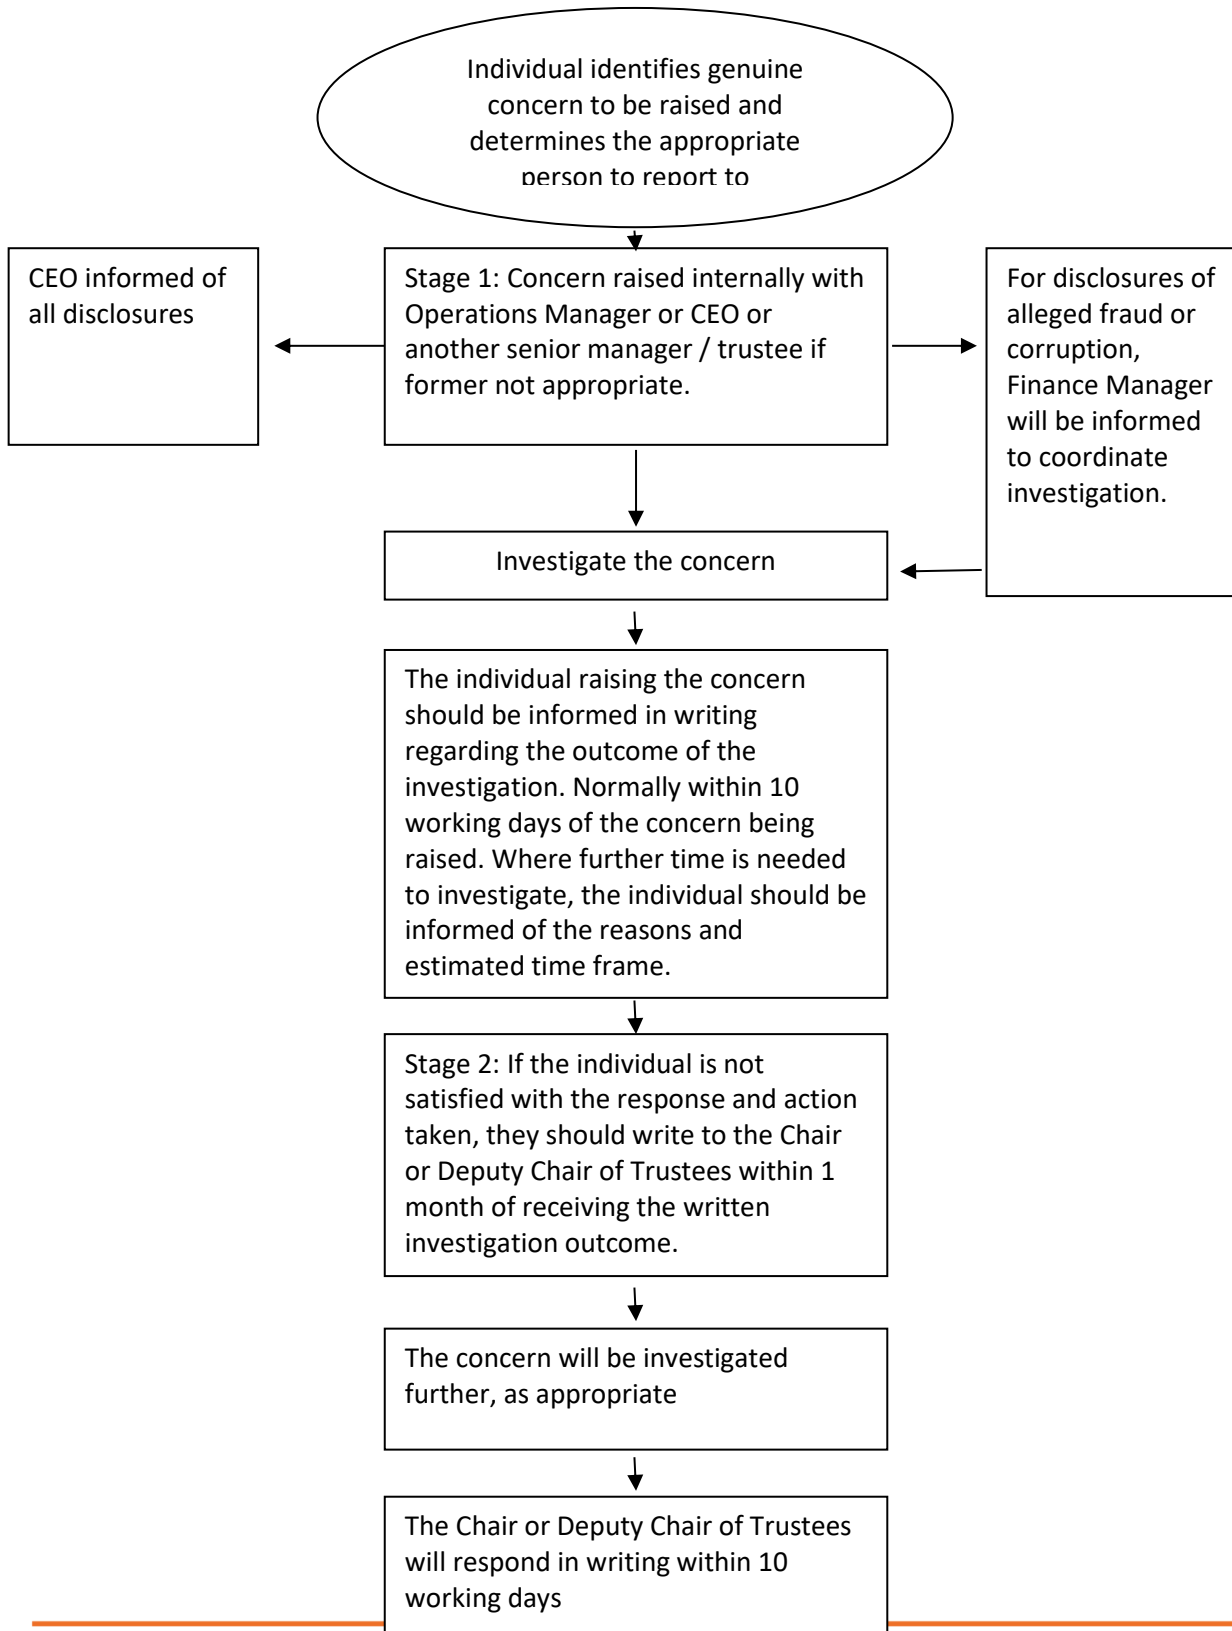 Individual identifies genuine
concern to be raised and
determines the appropriate
person to report to
CEO informed of
all disclosures
Stage 1: Concern raised internally with
Operations Manager or CEO or
another senior manager / trustee if
former not appropriate.
For disclosures of
alleged fraud or
corruption,
Finance Manager
will be informed
to coordinate
investigation.
Investigate the concern
The individual raising the concern
should be informed in writing
regarding the outcome of the
investigation. Normally within 10
working days of the concern being
raised. Where further time is needed
to investigate, the individual should be
informed of the reasons and
estimated time frame.
Stage 2: If the individual is not
satisfied with the response and action
taken, they should write to the Chair
or Deputy Chair of Trustees within 1
month of receiving the written
investigation outcome.
The concern will be investigated
further, as appropriate
The Chair or Deputy Chair of Trustees
will respond in writing within 10
working days